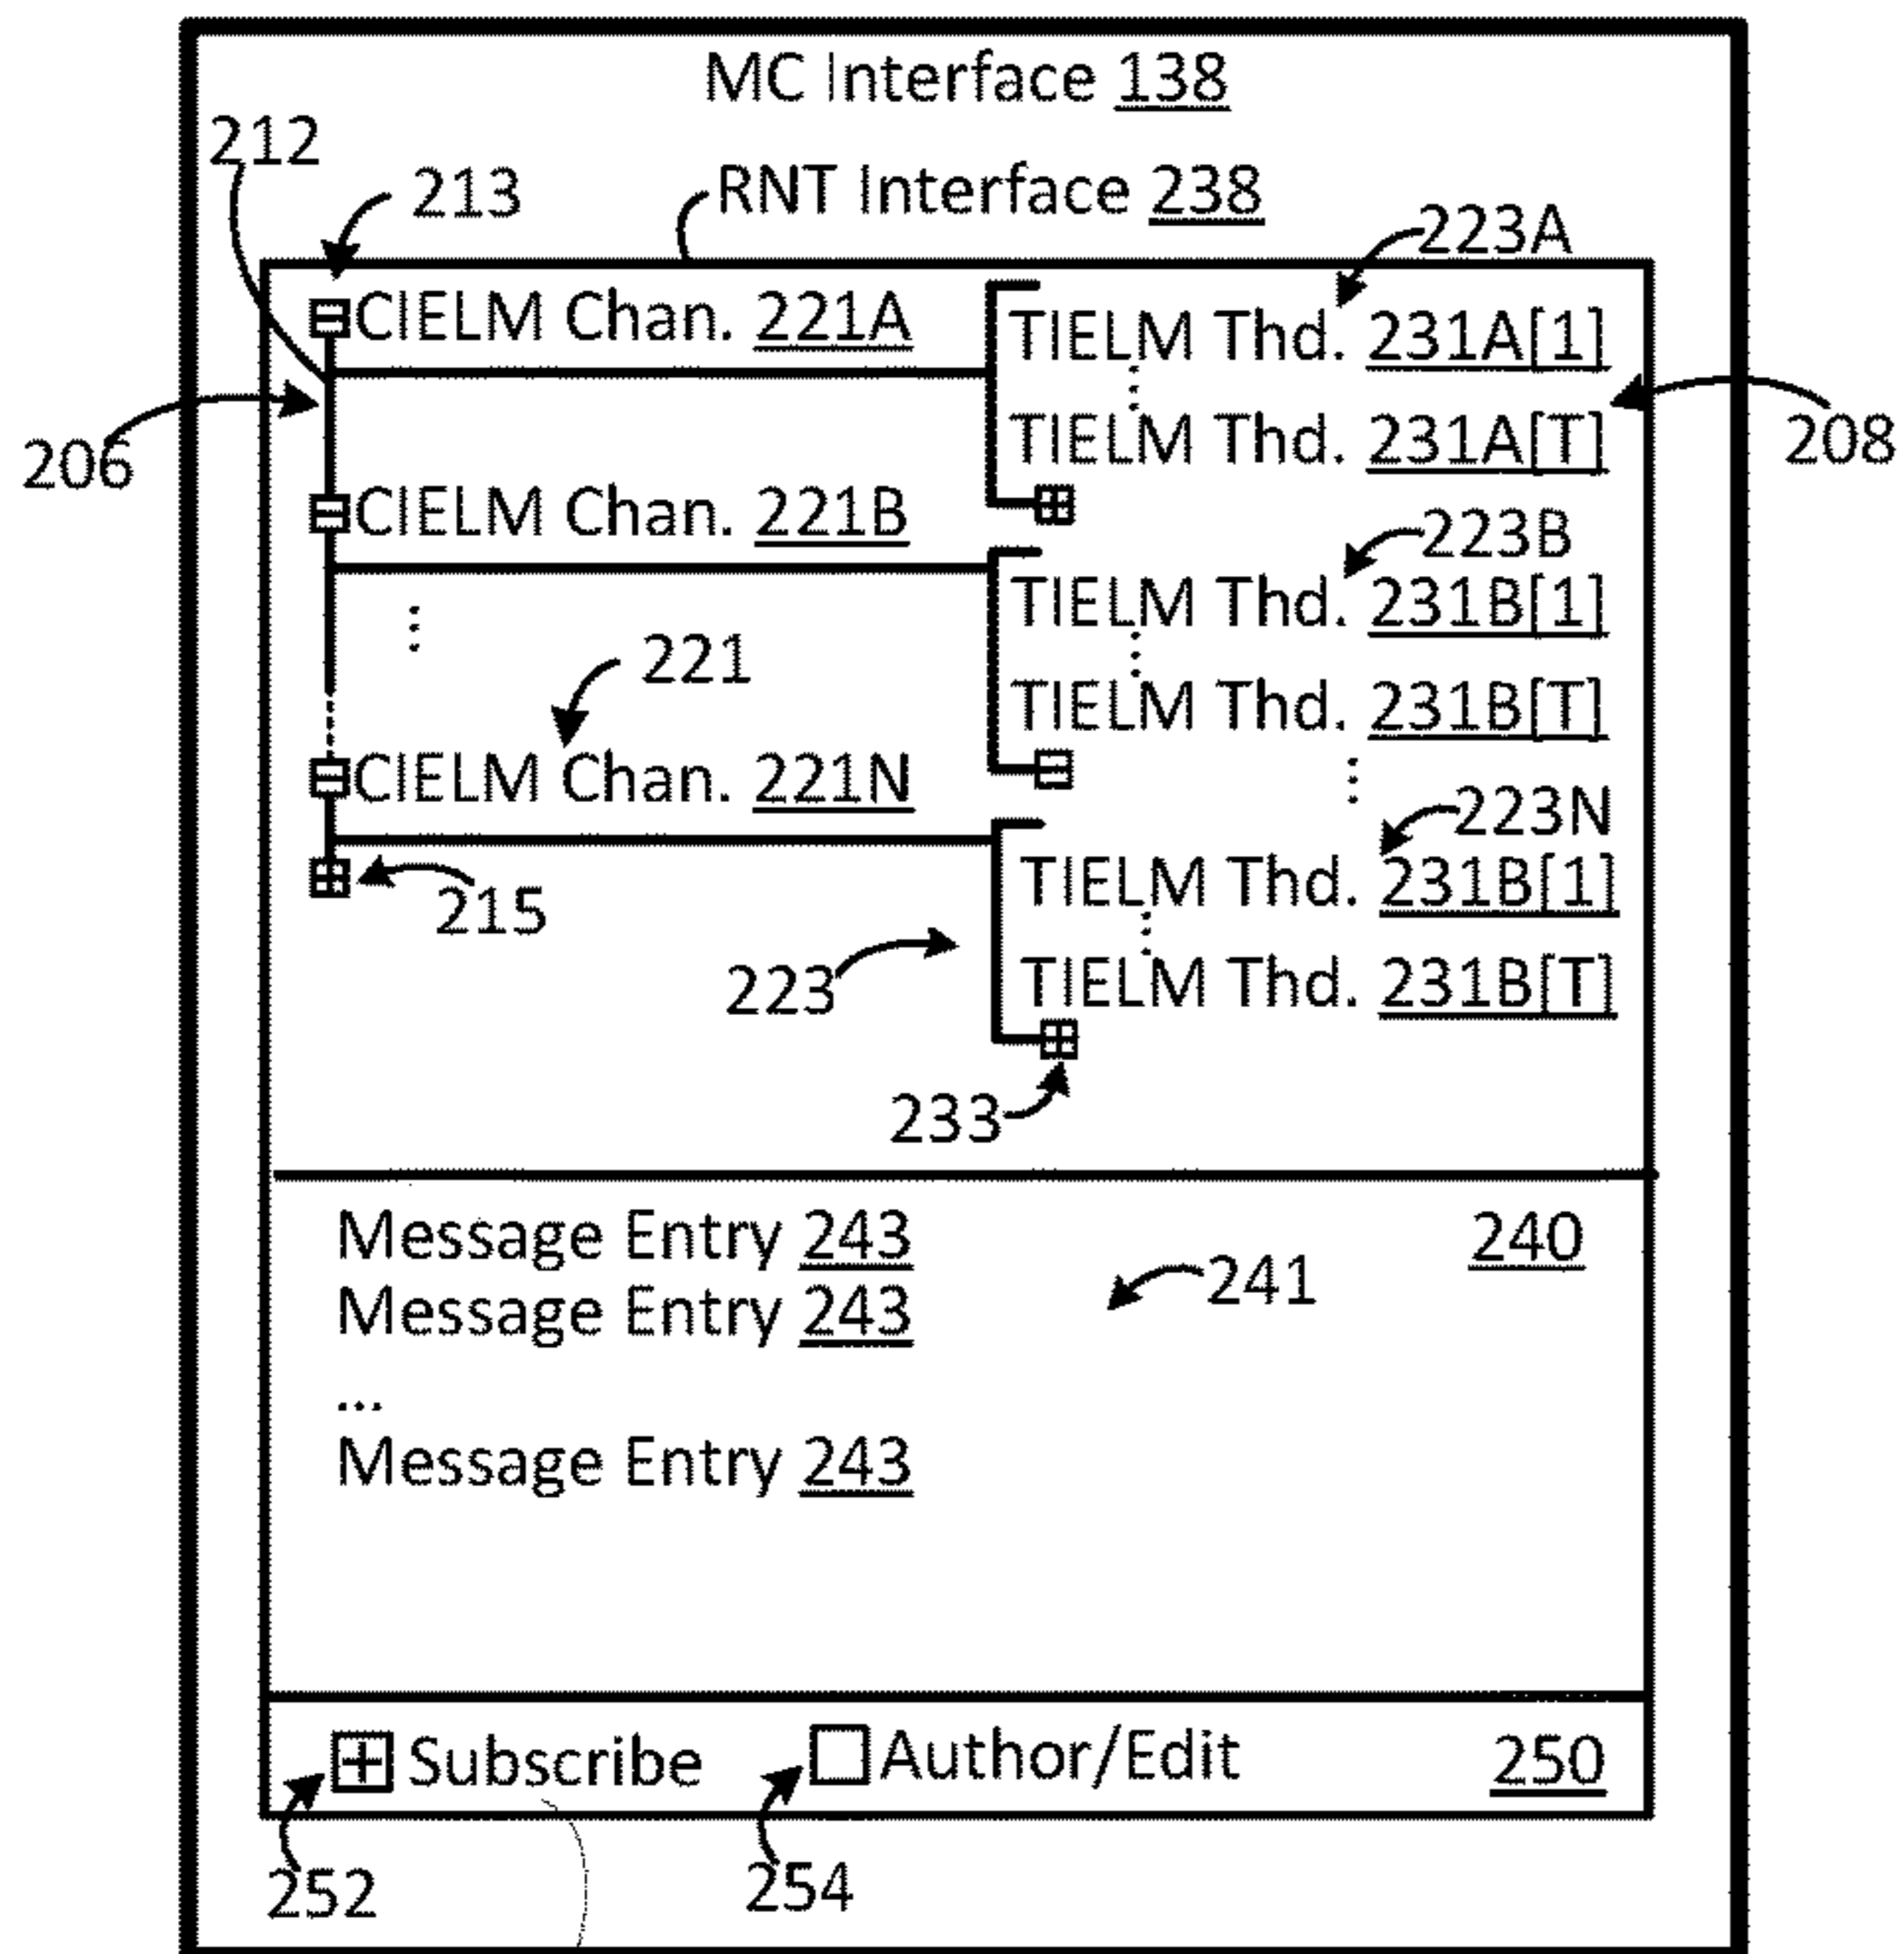 MC Interface 138
212
213
RNT Interface 238
223A
CIELM Chan. 221A
TIELM Thd. 231A[1]
⋮
TIELM Thd. 231A[T]
206
208
CIELM Chan. 221B
223B
TIELM Thd. 231B[1]
⋮
⋮
221
TIELM Thd. 231B[T]
CIELM Chan. 221N
⋮
223N
TIELM Thd. 231B[1]
215
⋮
223
TIELM Thd. 231B[T]
233
Message Entry 243
240
241
Message Entry 243
...
Message Entry 243
Subscribe
Author/Edit
250
252
254